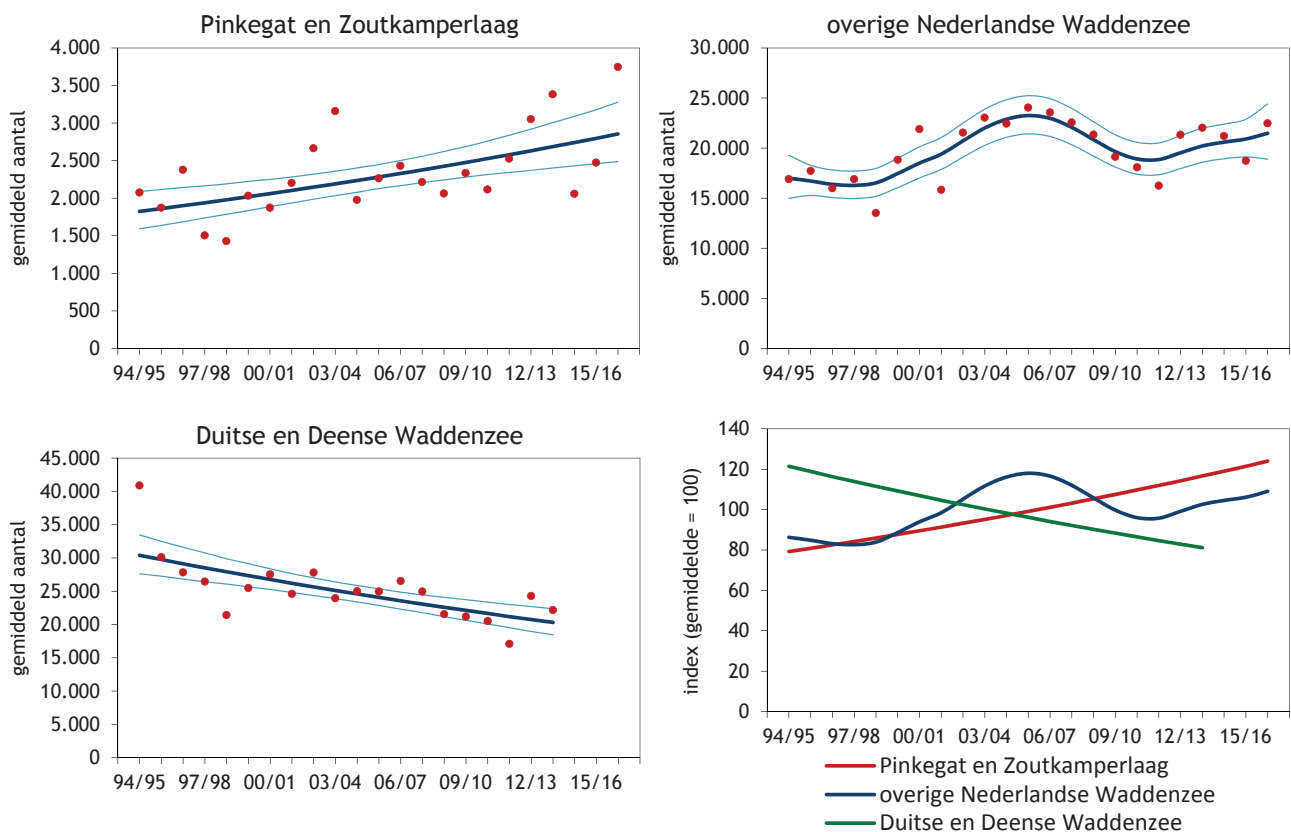 Pinkegat en Zoutkamperlaag
4.000
3.500
3.000
2.500
2.000
1.500
1.000
500
0
gemiddeld aantal
94/95 97/98 00/01 03/04 06/07 09/10 12/13 15/16
overige Nederlandse Waddenzee
30.000
25.000
20.000
15.000
10.000
5.000
0
gemiddeld aantal
94/95 97/98 00/01 03/04 06/07 09/10 12/13 15/16
Duitse en Deense Waddenzee
45.000
40.000
35.000
30.000
25.000
20.000
15.000
10.000
5.000
0
gemiddeld aantal
94/95 97/98 00/01 03/04 06/07 09/10 12/13 15/16
140
120
100
80
60
40
20
0
index (gemiddelde = 100)
94/95 97/98 00/01 03/04 06/07 09/10 12/13 15/16
Pinkegat en Zoutkamperlaag
overige Nederlandse Waddenzee
Duitse en Deense Waddenzee